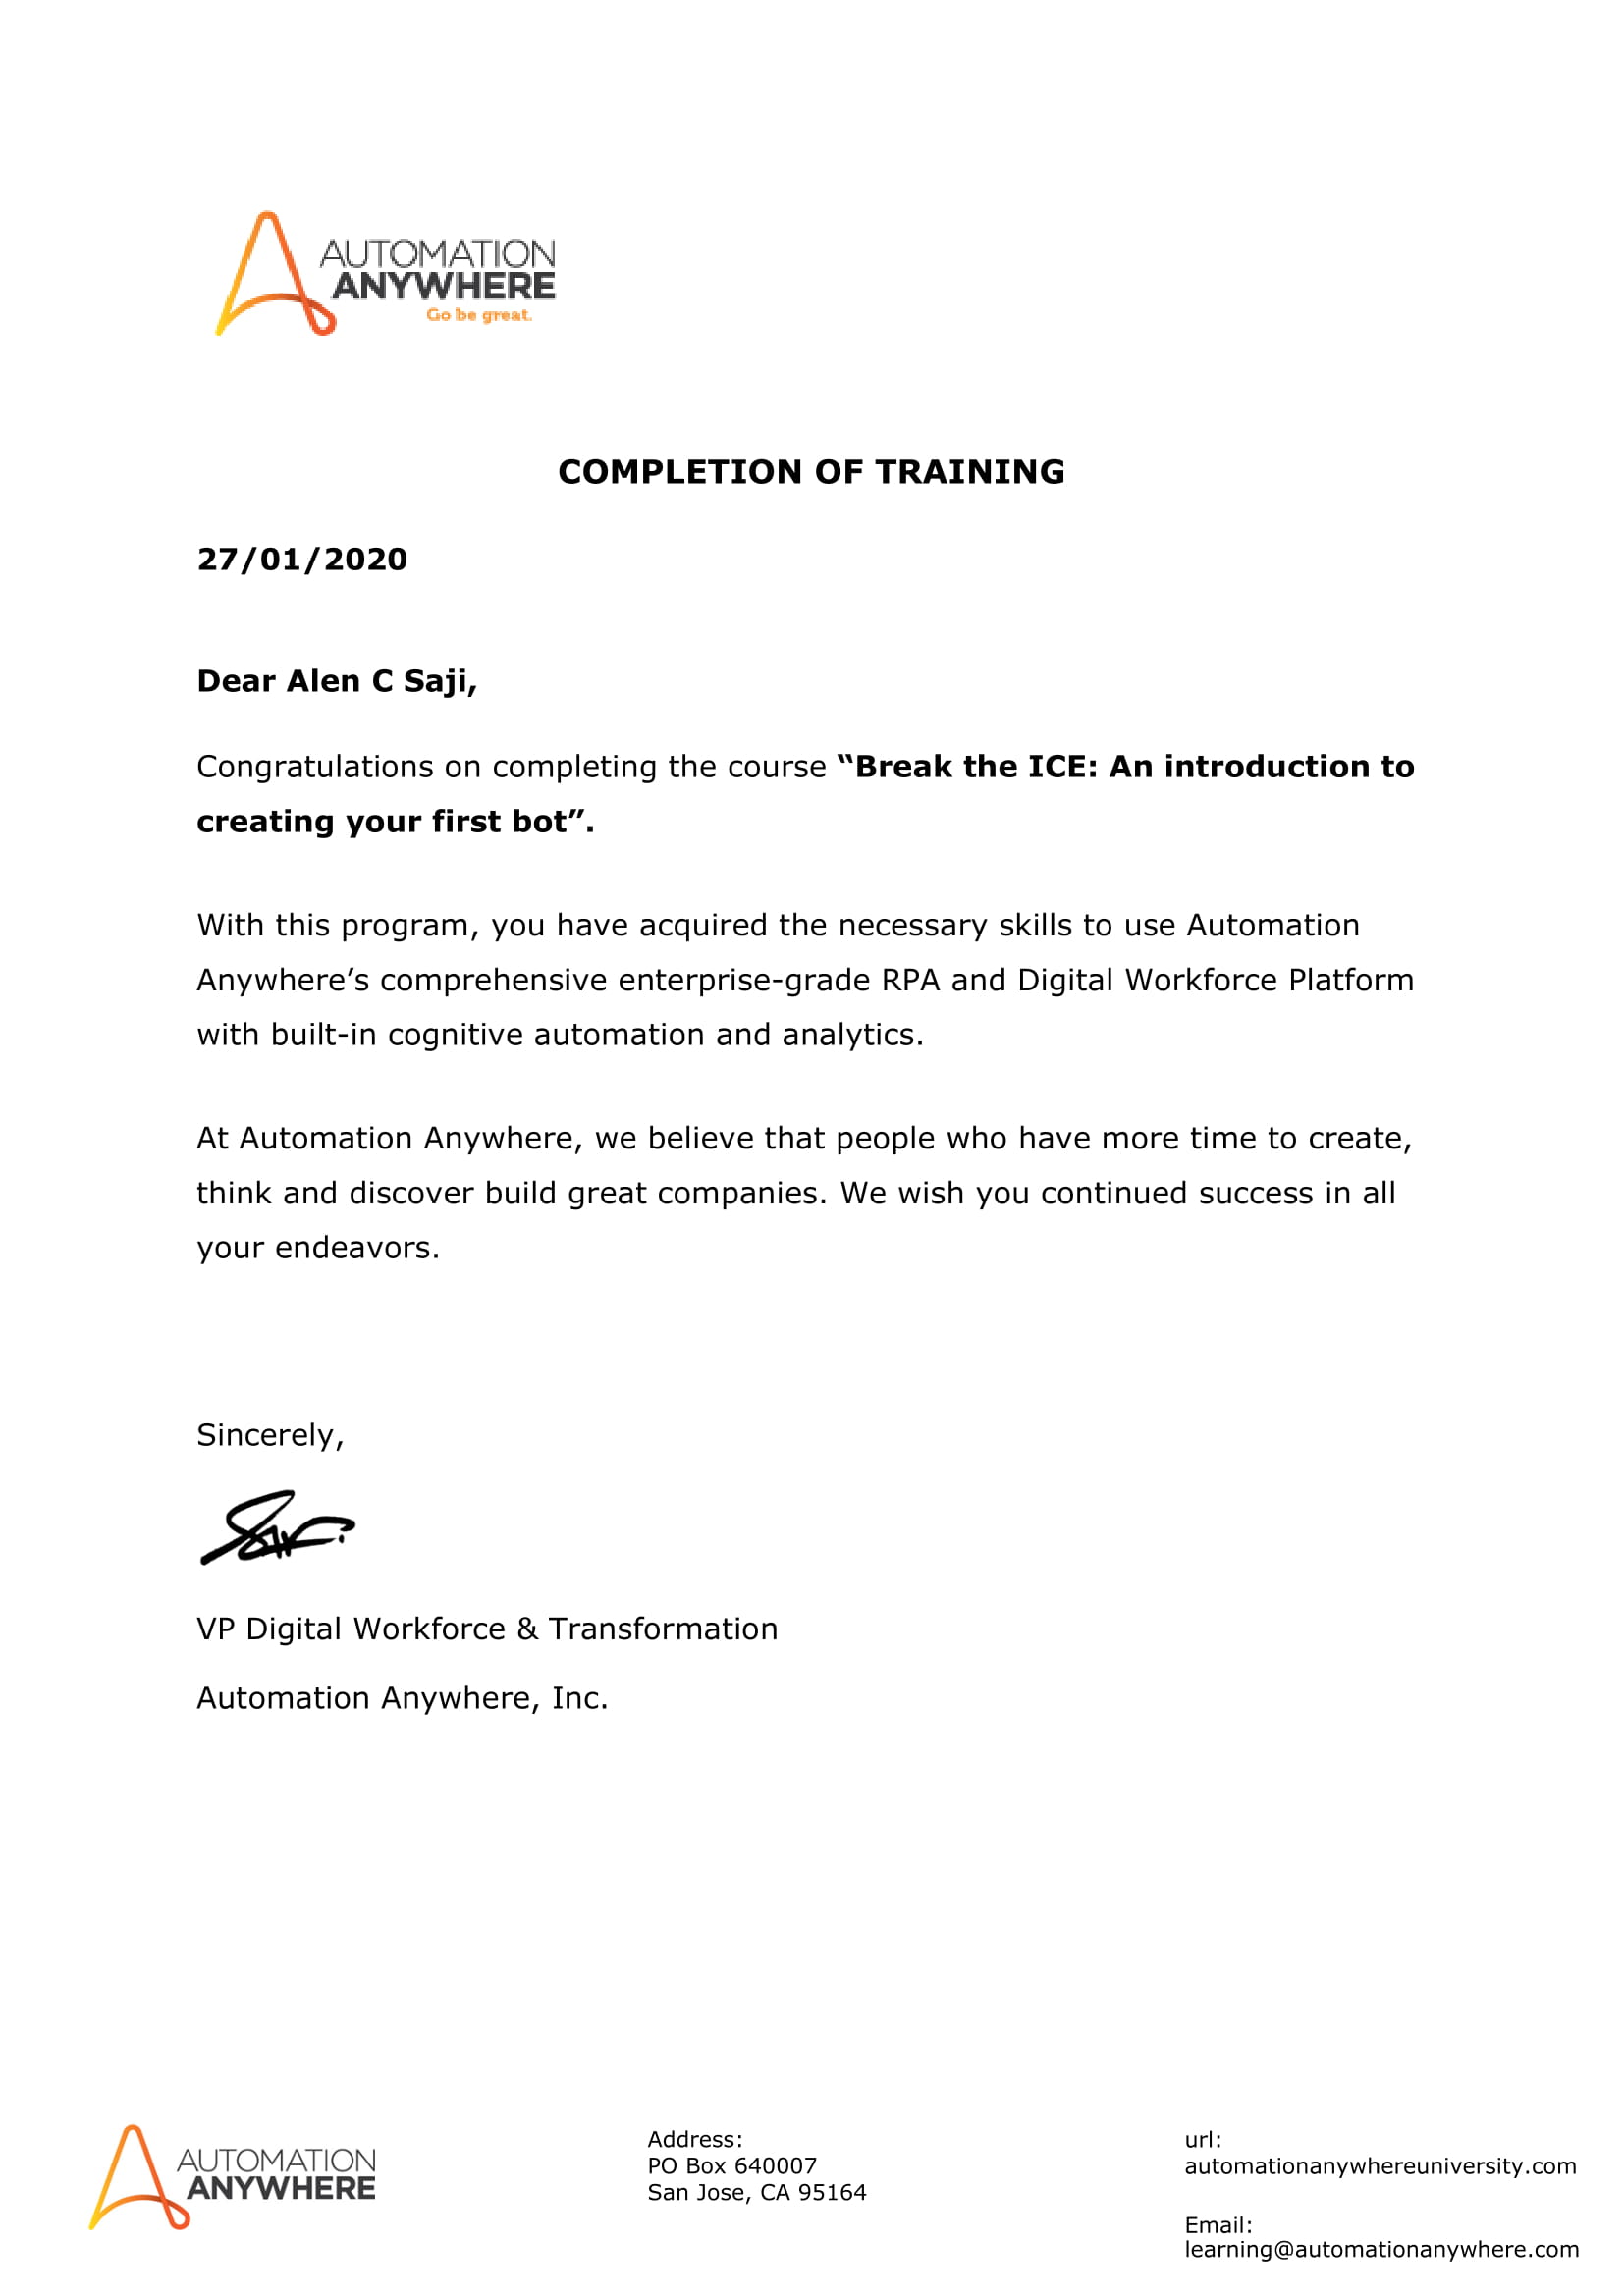 AUTOMATION
ANYWHERE
Go be great.
COMPLETION OF TRAINING
27/01/2020
Dear Alen C Saji,
Congratulations on completing the course “Break the ICE: An introduction to
creating your first bot”.
With this program, you have acquired the necessary skills to use Automation
Anywhere’s comprehensive enterprise-grade RPA and Digital Workforce Platform
with built-in cognitive automation and analytics.
At Automation Anywhere, we believe that people who have more time to create,
think and discover build great companies. We wish you continued success in all
your endeavors.
Sincerely,
VP Digital Workforce & Transformation
Automation Anywhere, Inc.
AUTOMATION
ANYWHERE
Address:
PO Box 640007
San Jose, CA 95164
url:
automationanywhereuniversity.com
Email:
learning@automationanywhere.com